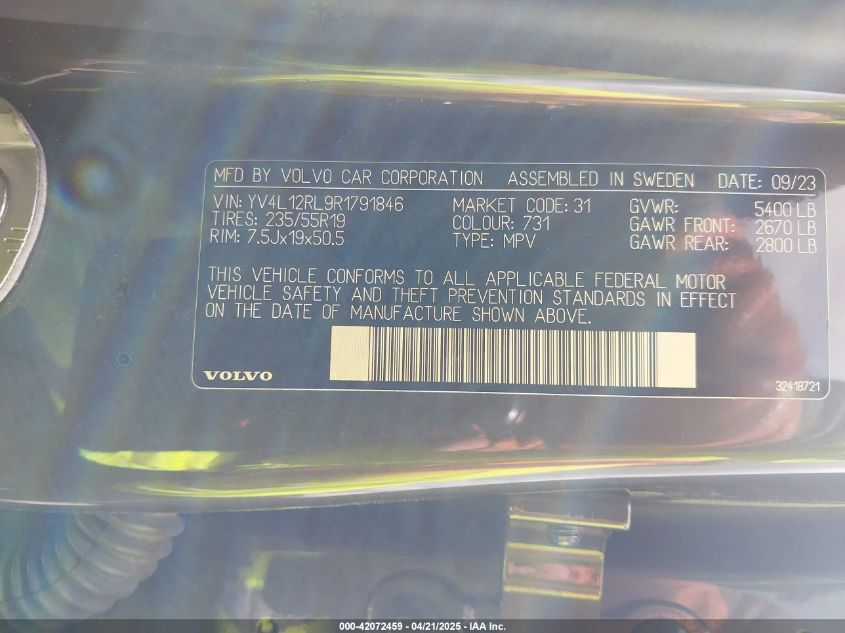 MFD BY VOLVO CAR CORPORATION ASSEMBLED IN SWEDEN DATE: 09/23
VIN: YV4L12RL9R1791846 MARKET CODE: 31 GVWR: 5400 LB
TIRES: 235/55R19 COLOUR: 731 GAWR FRONT: 2670 LB
RIM: 7.5Jx19x50.5 TYPE: MPV GAWR REAR: 2800 LB
THIS VEHICLE CONFORMS TO ALL APPLICABLE FEDERAL MOTOR
VEHICLE SAFETY AND THEFT PREVENTION STANDARDS IN EFFECT
ON THE DATE OF MANUFACTURE SHOWN ABOVE.
VOLVO 32418721
000-42072459 - 04/21/2025 - IAA Inc.